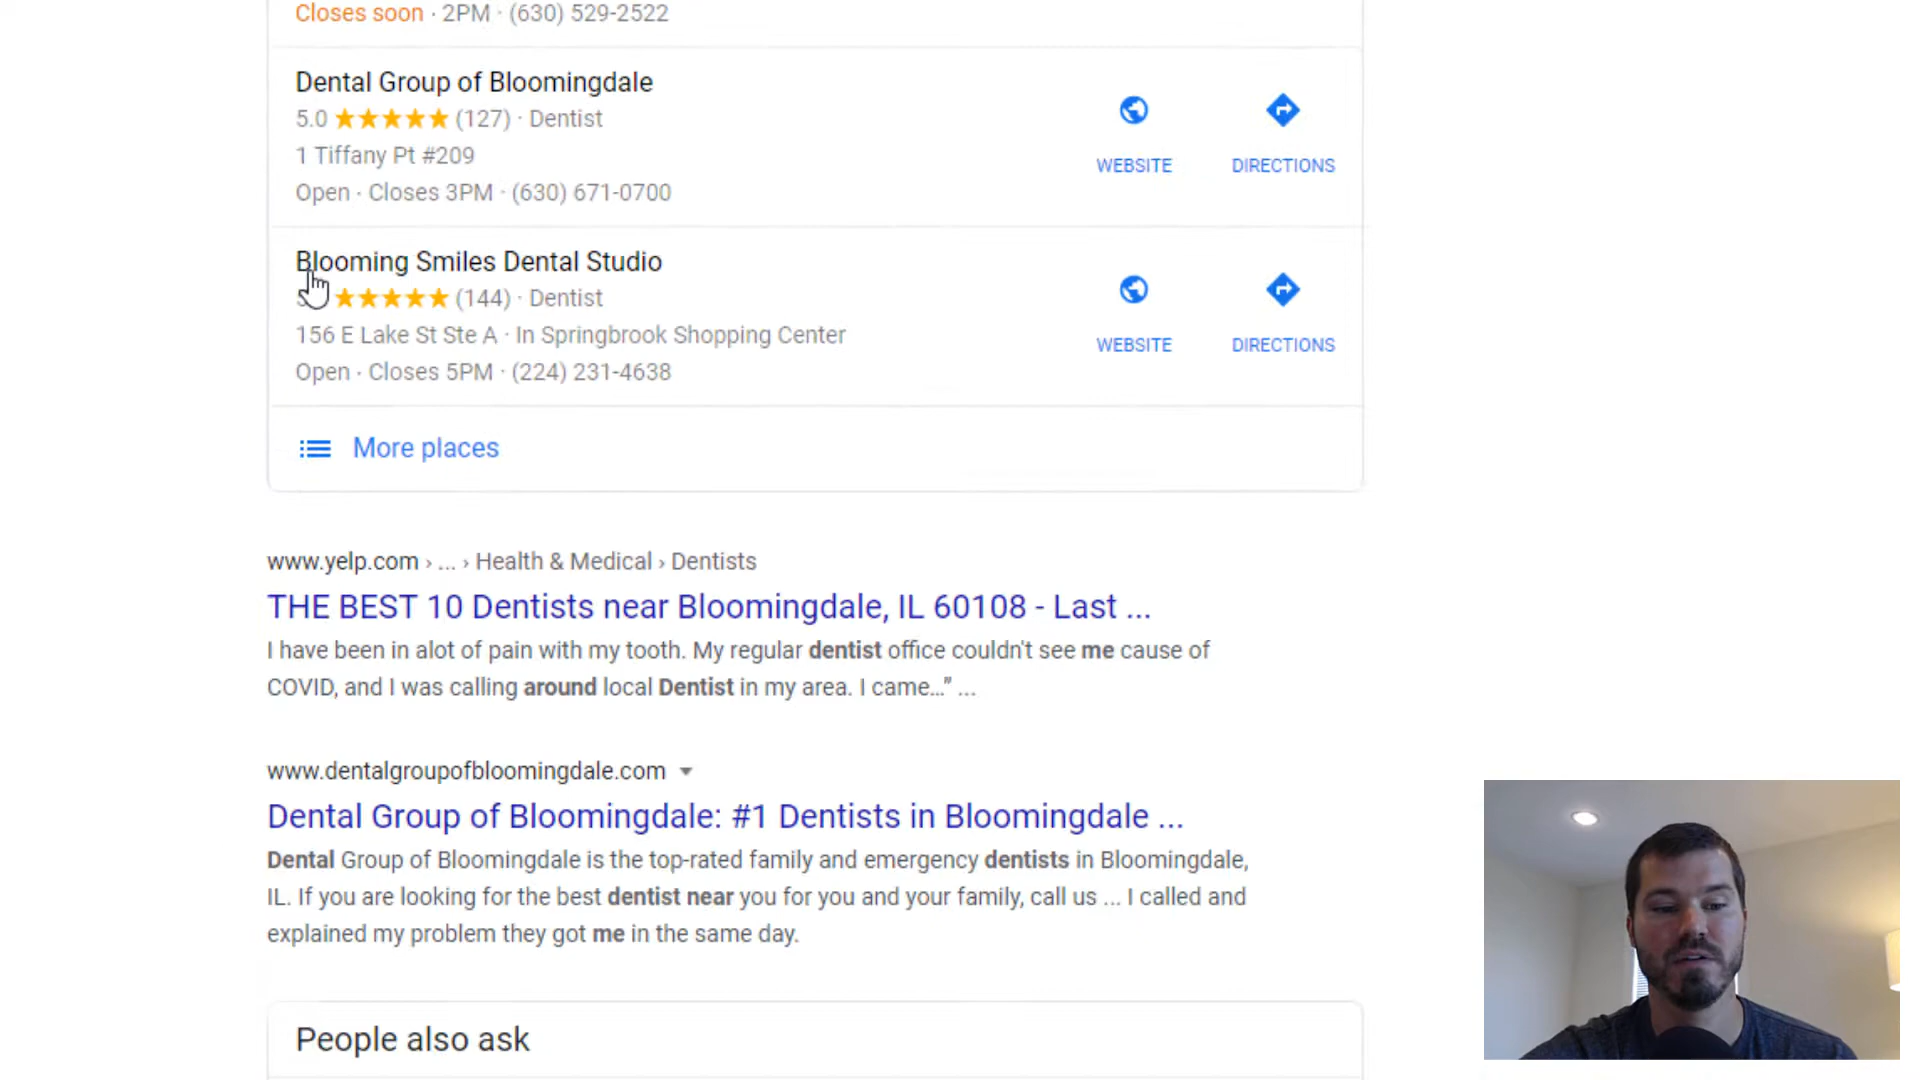 Closes soon · 2PM · (630) 529-2522
Dental Group of Bloomingdale
5.0 (127) · Dentist
1 Tiffany Pt #209
Open · Closes 3PM · (630) 671-0700
WEBSITE
DIRECTIONS
Blooming Smiles Dental Studio
(144) · Dentist
156 E Lake St Ste A · In Springbrook Shopping Center
Open · Closes 5PM · (224) 231-4638
WEBSITE
DIRECTIONS
More places
www.yelp.com › ... › Health & Medical › Dentists
THE BEST 10 Dentists near Bloomingdale, IL 60108 - Last ...
I have been in alot of pain with my tooth. My regular dentist office couldn't see me cause of
COVID, and I was calling around local Dentist in my area. I came…” ...
www.dentalgroupofbloomingdale.com
Dental Group of Bloomingdale: #1 Dentists in Bloomingdale ...
Dental Group of Bloomingdale is the top-rated family and emergency dentists in Bloomingdale,
IL. If you are looking for the best dentist near you for you and your family, call us ... I called and
explained my problem they got me in the same day.
People also ask